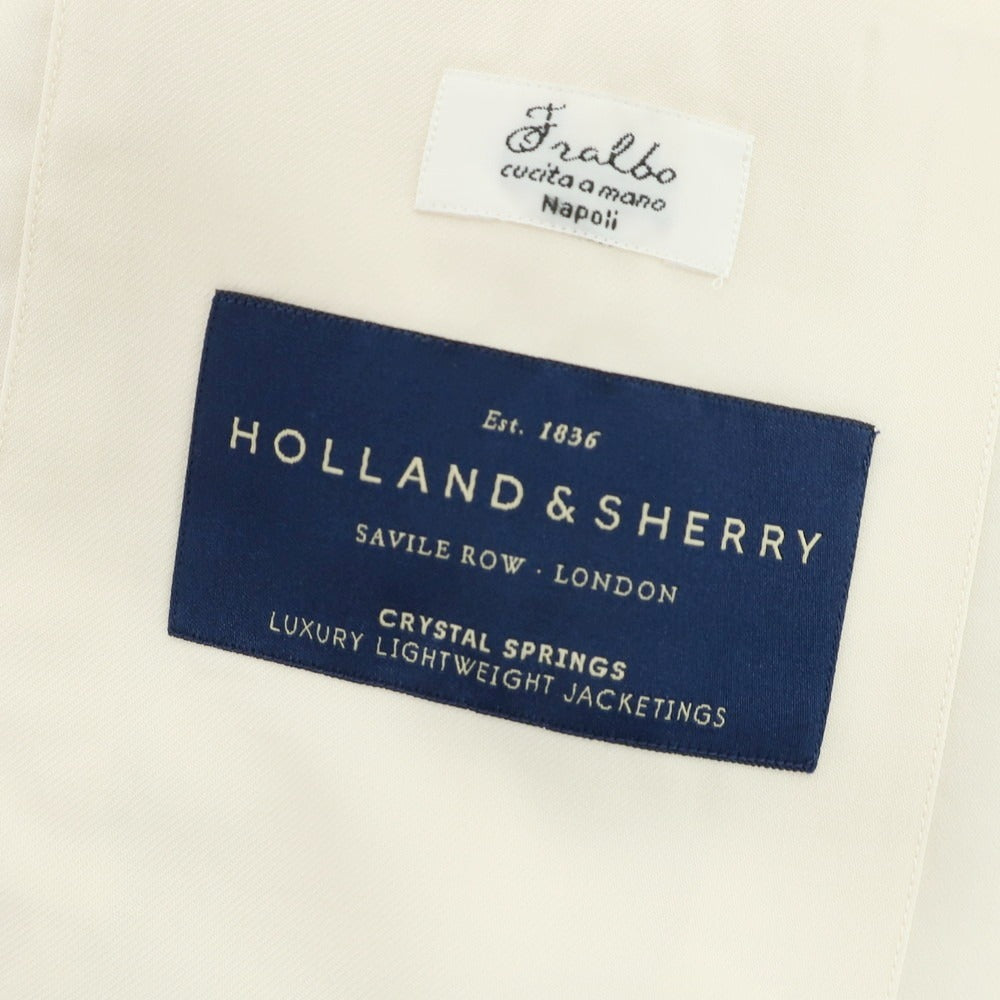 Fralbo
cucita a mano
Napoli
Est. 1836
HOLLAND & SHERRY
SAVILE ROW · LONDON
CRYSTAL SPRINGS
LUXURY LIGHTWEIGHT JACKETINGS